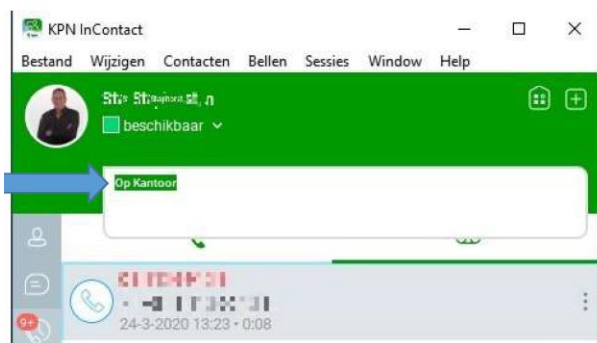 KPN InContact
Bestand Wijzigen Contacten Bellen Sessies Window Help
beschikbaar
Op Kantoor
9+
24-3-2020 13:23 • 0:08